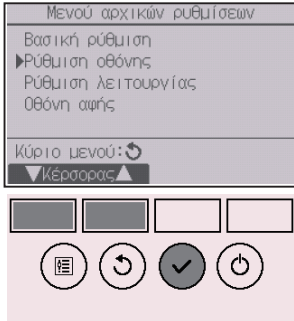 Μενού αρχικών ρυθμίσεων
Βασική ρύθμιση
▶Ρύθμιση οθόνης
Ρύθμιση λειτουργίας
Οθόνη αφής
Κύριο μενού:
▼Κέρσορας▲